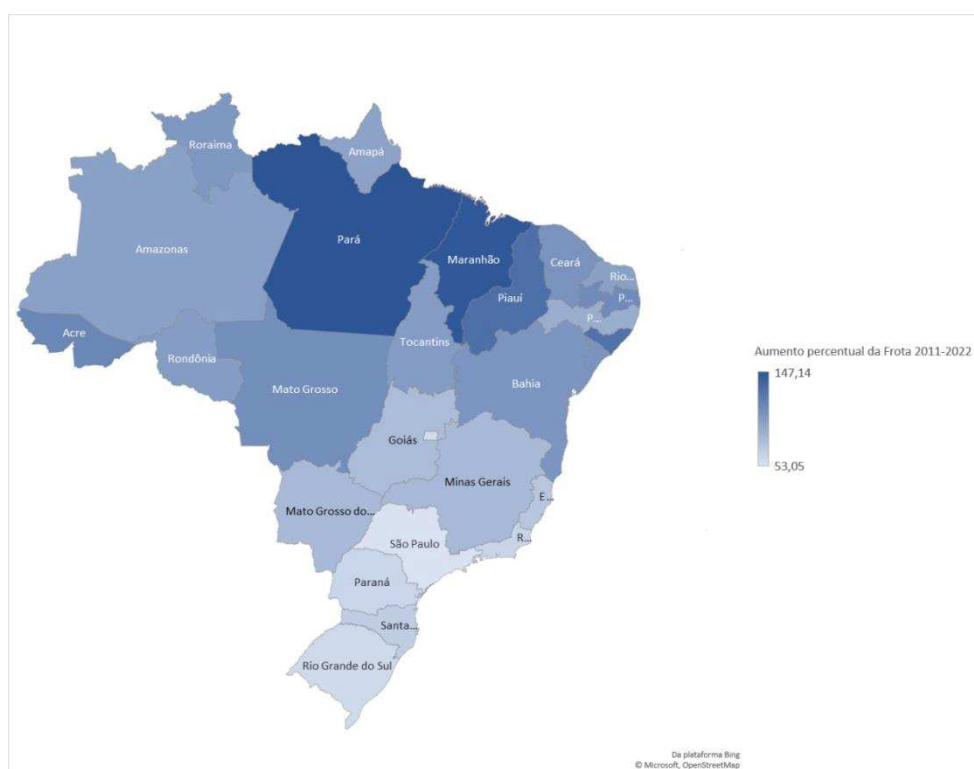 Roraima
Amapá
Pará
Amazonas
Maranhão
Ceará
Rio...
Piauí
P...
P...
Acre
Rondônia
Tocantins
Mato Grosso
Bahia
Goiás
Minas Gerais
E...
Mato Grosso do...
São Paulo
R...
Paraná
Santa...
Rio Grande do Sul
Aumento percentual da Frota 2011-2022
147,14
53,05
Da plataforma Bing
© Microsoft, OpenStreetMap